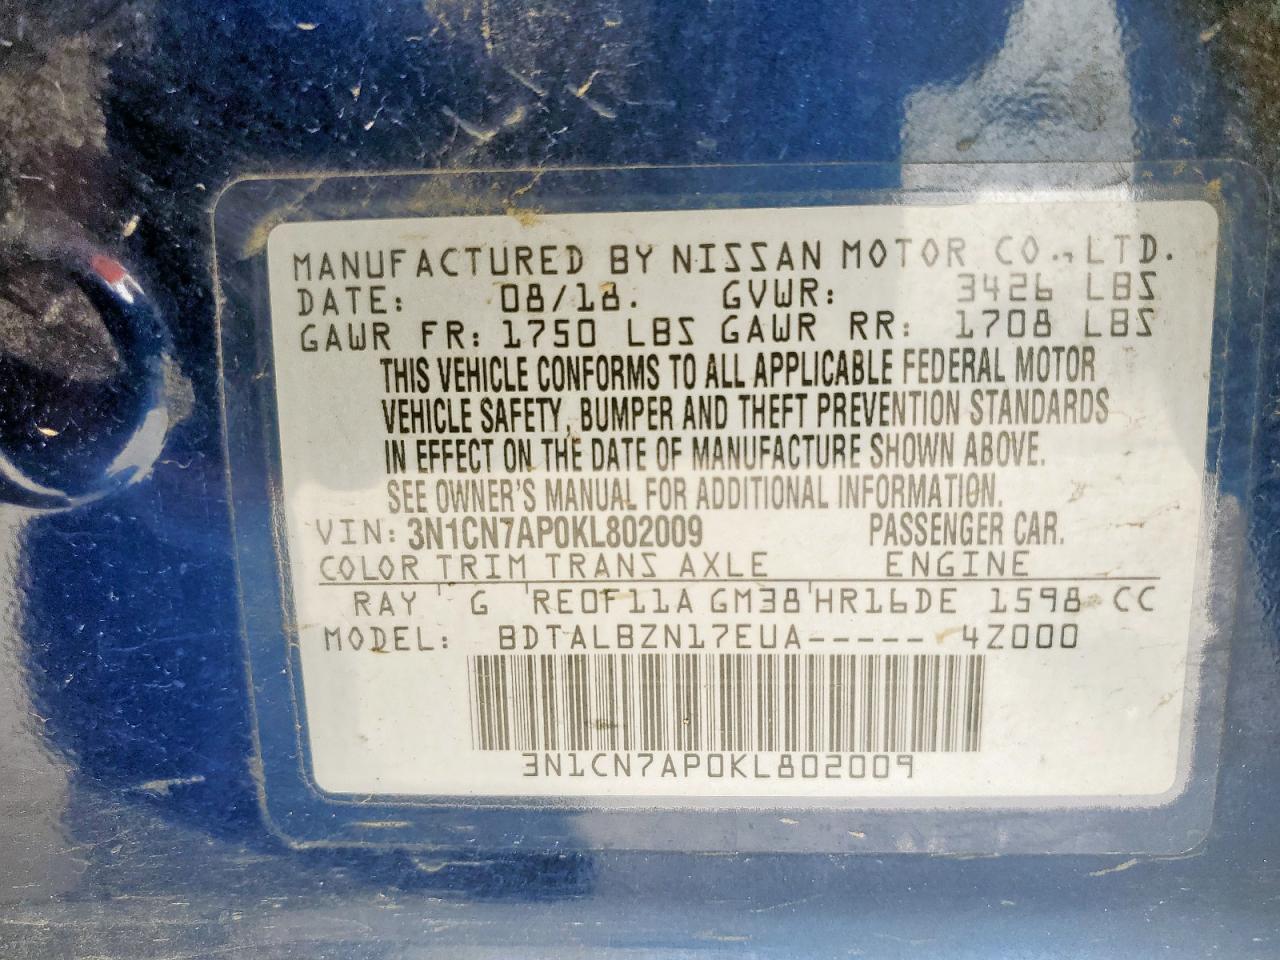 MANUFACTURED BY NISSAN MOTOR CO., LTD.
DATE: 08/18. GVWR: 3426 LBS
GAWR FR: 1750 LBS GAWR RR: 1708 LBS
THIS VEHICLE CONFORMS TO ALL APPLICABLE FEDERAL MOTOR
VEHICLE SAFETY, BUMPER AND THEFT PREVENTION STANDARDS
IN EFFECT ON THE DATE OF MANUFACTURE SHOWN ABOVE.
SEE OWNER'S MANUAL FOR ADDITIONAL INFORMATION.
VIN: 3N1CN7AP0KL802009 PASSENGER CAR.
COLOR TRIM TRANS AXLE ENGINE
RAY G RE0F11A GM38 HR16DE 1598 CC
MODEL: BDTALBZN17EUA----- 4Z000
3N1CN7AP0KL802009